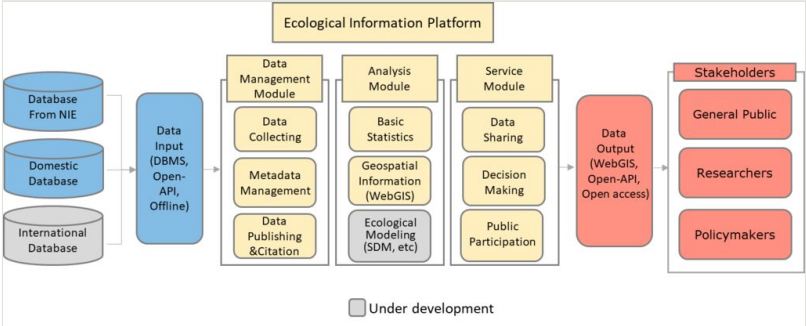 Ecological Information Platform
Database
From NIE
Domestic
Database
International
Database
Data
Input
(DBMS,
Open-
API,
Offline)
Data
Management
Module
Data
Collecting
Metadata
Management
Data
Publishing
&Citation
Analysis
Module
Basic
Statistics
Geospatial
Information
(WebGIS)
Ecological
Modeling
(SDM, etc)
Service
Module
Data
Sharing
Decision
Making
Public
Participation
Data
Output
(WebGIS,
Open-API,
Open access)
Stakeholders
General Public
Researchers
Policymakers
Under development